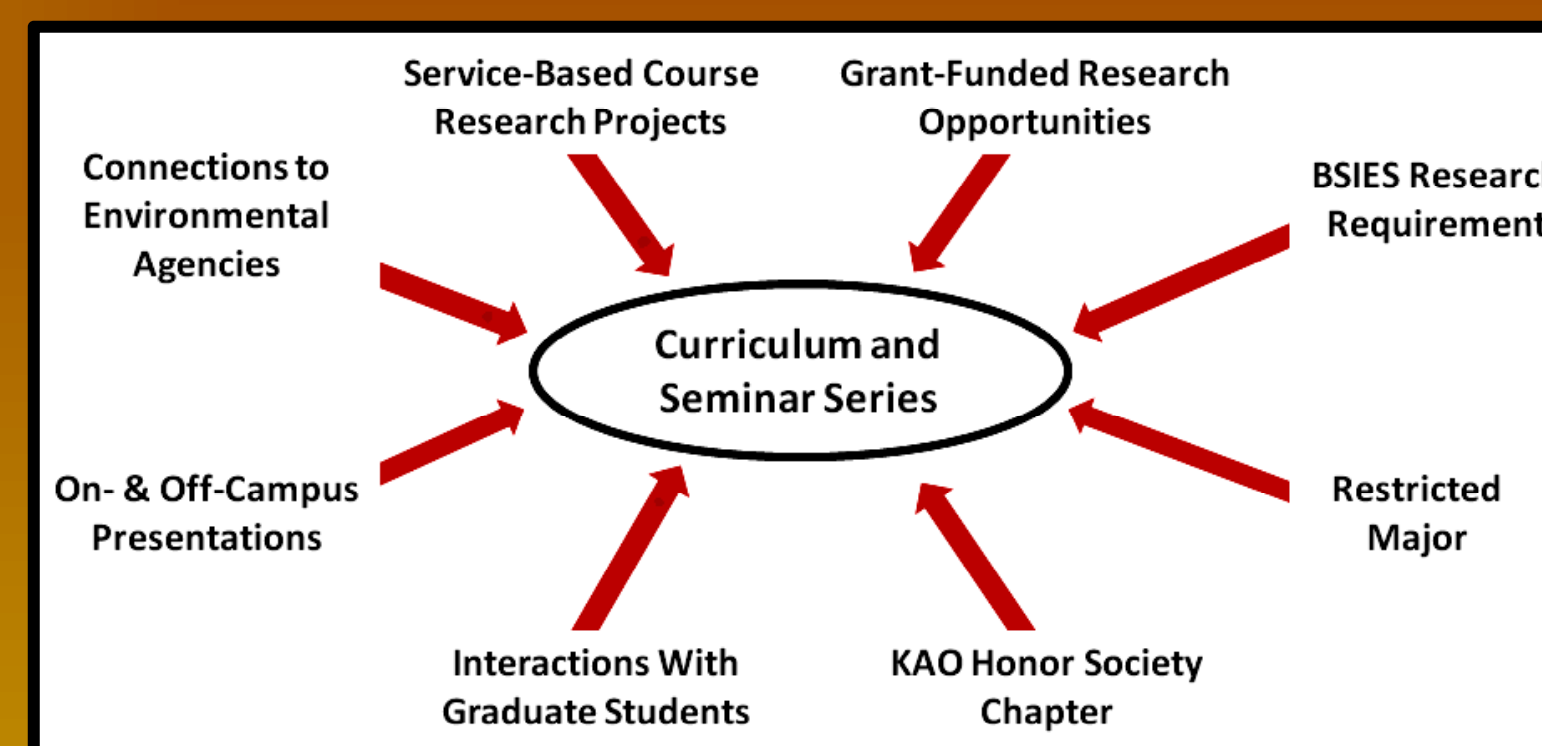 Service-Based Course
Research Projects
Grant-Funded Research
Opportunities
Connections to
Environmental
Agencies
BSIES Research
Requirement
Curriculum and
Seminar Series
On- & Off-Campus
Presentations
Restricted
Major
Interactions With
Graduate Students
KAO Honor Society
Chapter